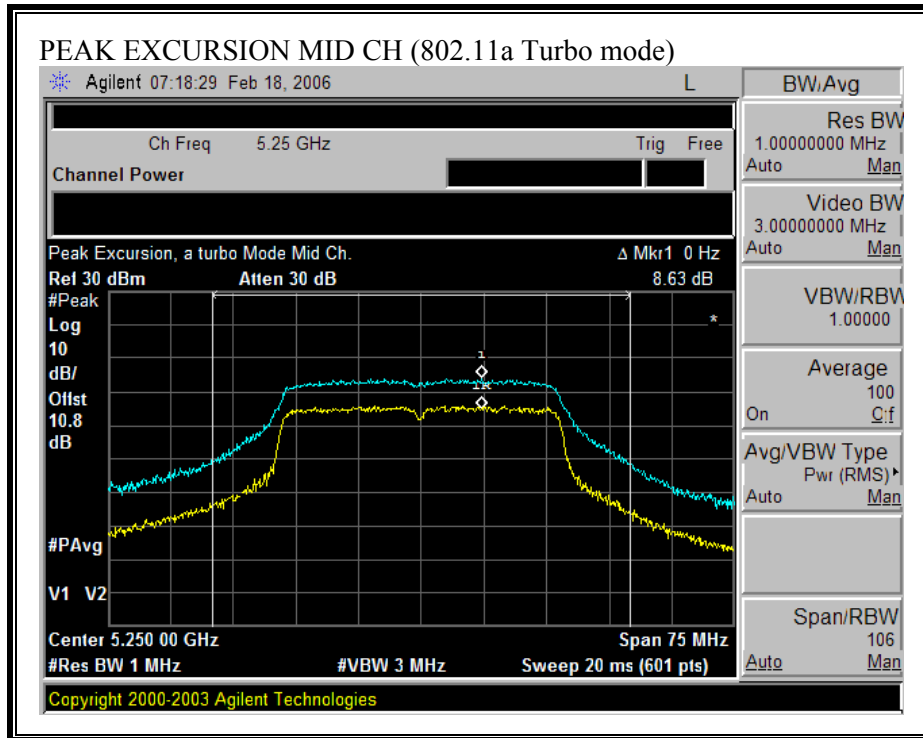 PEAK EXCURSION MID CH (802.11a Turbo mode)
Agilent 07:18:29 Feb 18, 2006 L
BW/Avg
Ch Freq 5.25 GHz Trig Free
Channel Power
Peak Excursion, a turbo Mode Mid Ch.
Δ Mkr1 0 Hz
Ref 30 dBm Atten 30 dB 8.63 dB
#Peak
Log
10
dB/
Offst
10.8
dB
#PAvg
V1 V2
*
1
1R
Center 5.250 00 GHz Span 75 MHz
#Res BW 1 MHz #VBW 3 MHz Sweep 20 ms (601 pts)
Copyright 2000-2003 Agilent Technologies
Res BW
1.00000000 MHz
Auto Man
Video BW
3.00000000 MHz
Auto Man
VBW/RBW
1.00000
Average
100
On Off
Avg/VBW Type
Pwr (RMS)
Auto Man
Span/RBW
106
Auto Man